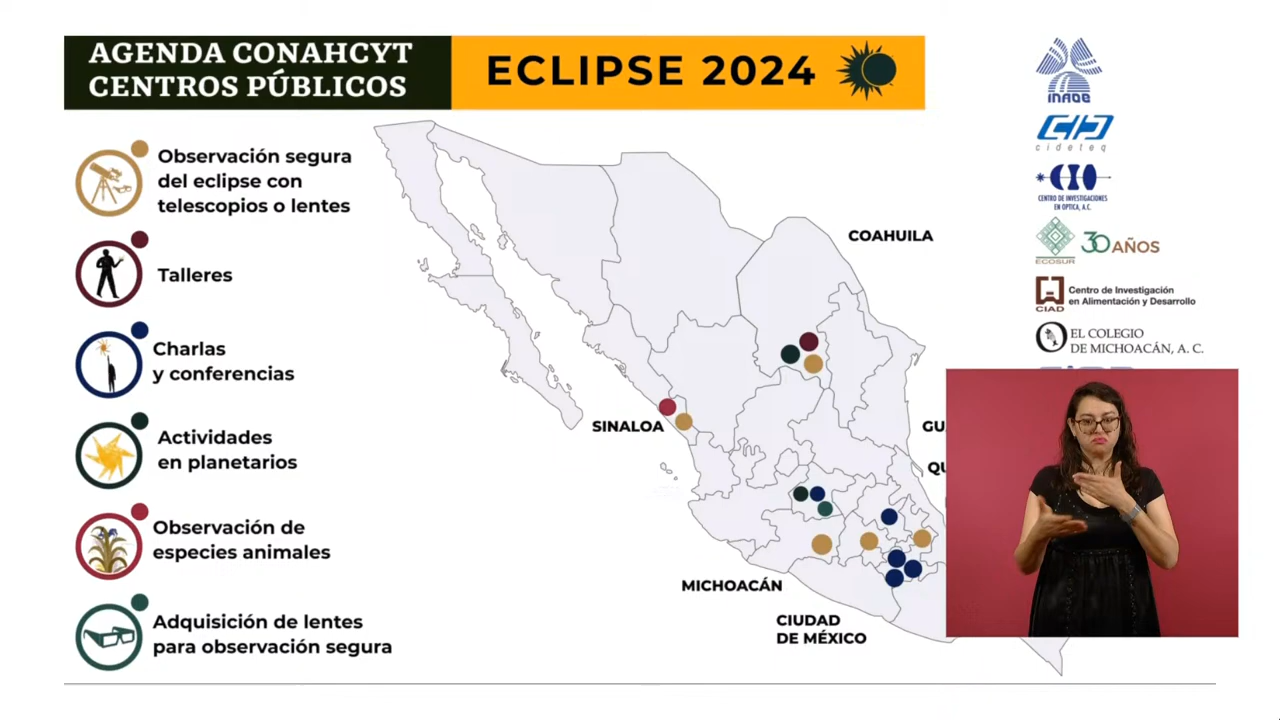 AGENDA CONAHCYT
CENTROS PÚBLICOS
ECLIPSE 2024
Observación segura
del eclipse con
telescopios o lentes
Talleres
Charlas
y conferencias
Actividades
en planetarios
Observación de
especies animales
Adquisición de lentes
para observación segura
COAHUILA
SINALOA
MICHOACÁN
CIUDAD
DE MÉXICO
INAOE
cideteq
CIO
CENTRO DE INVESTIGACIONES
EN OPTICA, A.C.
ECOSUR
30 AÑOS
CIAD
Centro de Investigación
en Alimentación y Desarrollo
EL COLEGIO
DE MICHOACÁN, A. C.